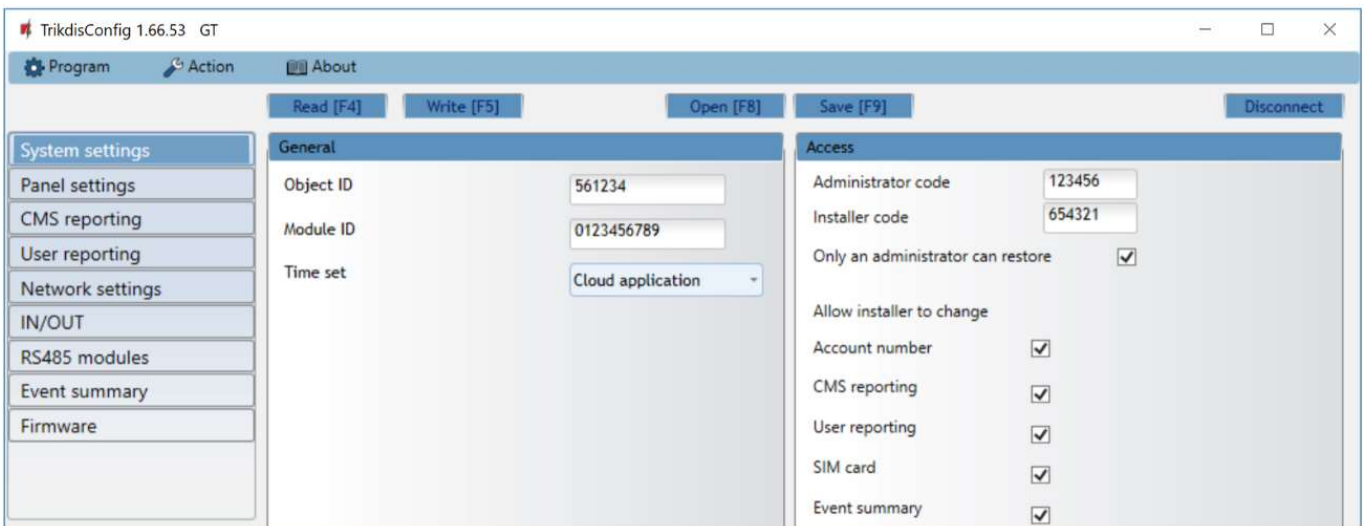 TrikdisConfig 1.66.53 GT
Program Action About
Read [F4] Write [F5] Open [F8] Save [F9] Disconnect
System settings
Panel settings
CMS reporting
User reporting
Network settings
IN/OUT
RS485 modules
Event summary
Firmware
General
Object ID 561234
Module ID 0123456789
Time set Cloud application
Access
Administrator code 123456
Installer code 654321
Only an administrator can restore
Allow installer to change
Account number
CMS reporting
User reporting
SIM card
Event summary